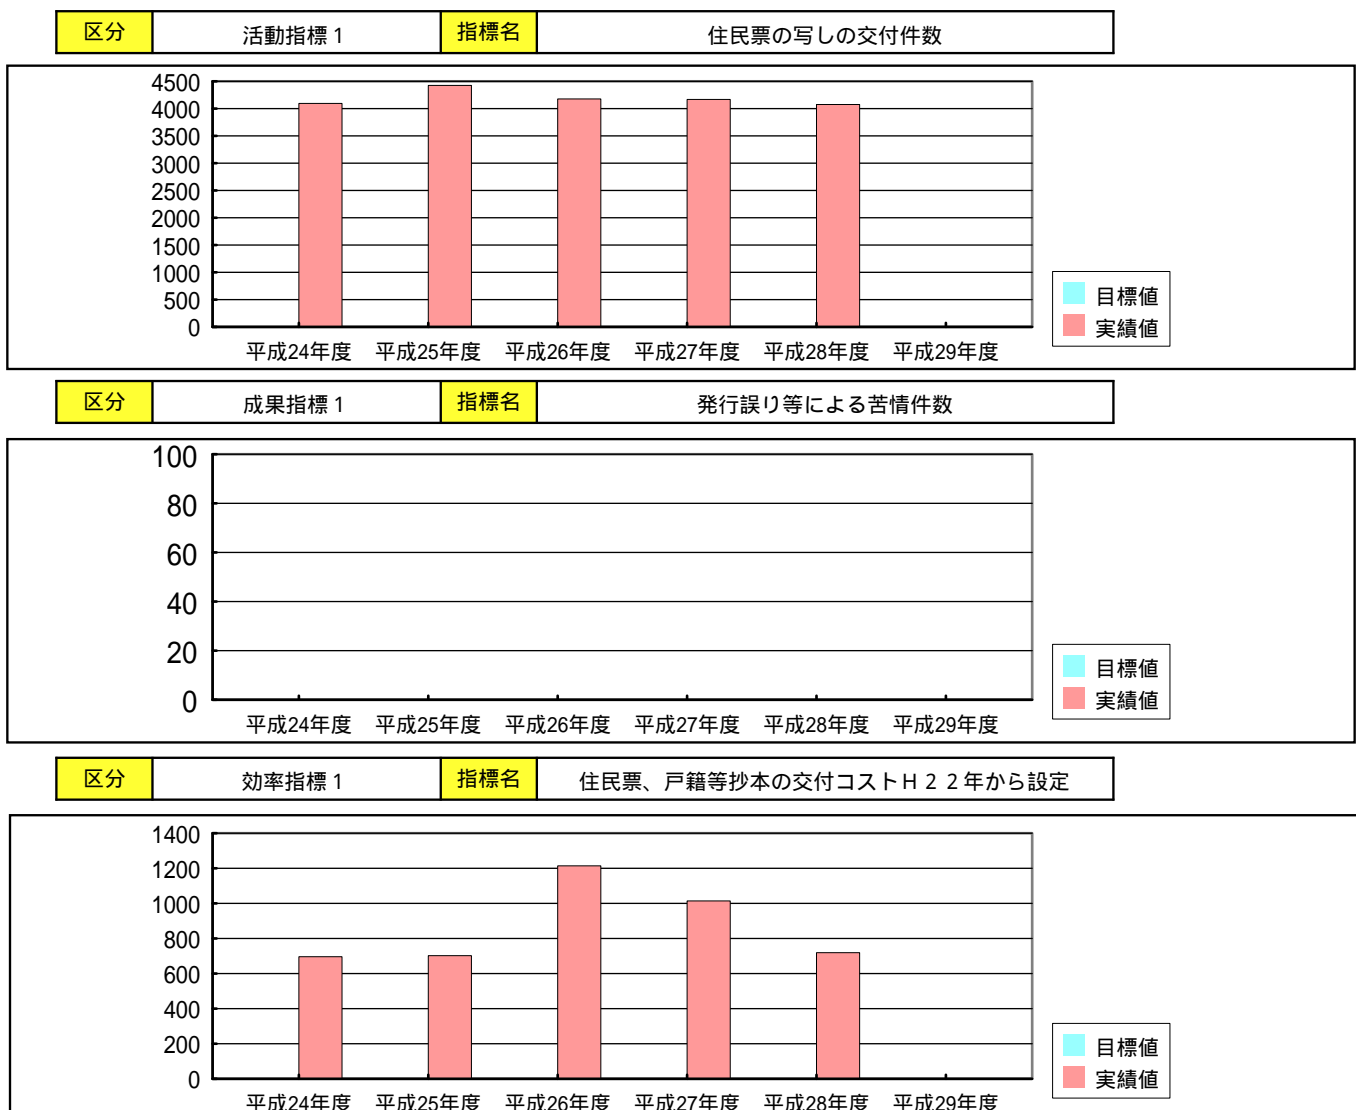 区分 活動指標１ 指標名 住民票の写しの交付件数
4500
4000
3500
3000
2500
2000
1500
1000
500
0
平成24年度 平成25年度 平成26年度 平成27年度 平成28年度 平成29年度
目標値
実績値
区分 成果指標１ 指標名 発行誤り等による苦情件数
100
80
60
40
20
0
平成24年度 平成25年度 平成26年度 平成27年度 平成28年度 平成29年度
目標値
実績値
区分 効率指標１ 指標名 住民票、戸籍等抄本の交付コストＨ２２年から設定
1400
1200
1000
800
600
400
200
0
平成24年度 平成25年度 平成26年度 平成27年度 平成28年度 平成29年度
目標値
実績値